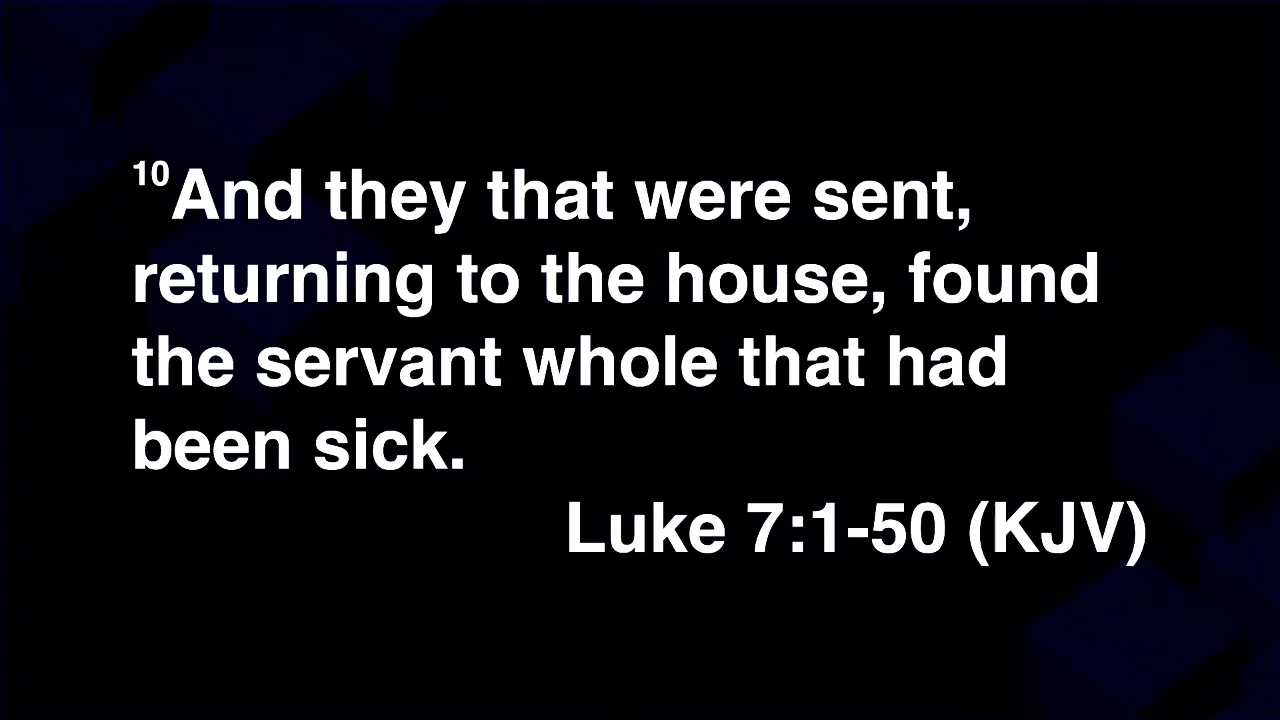 10And they that were sent,
returning to the house, found
the servant whole that had
been sick.
Luke 7:1-50 (KJV)